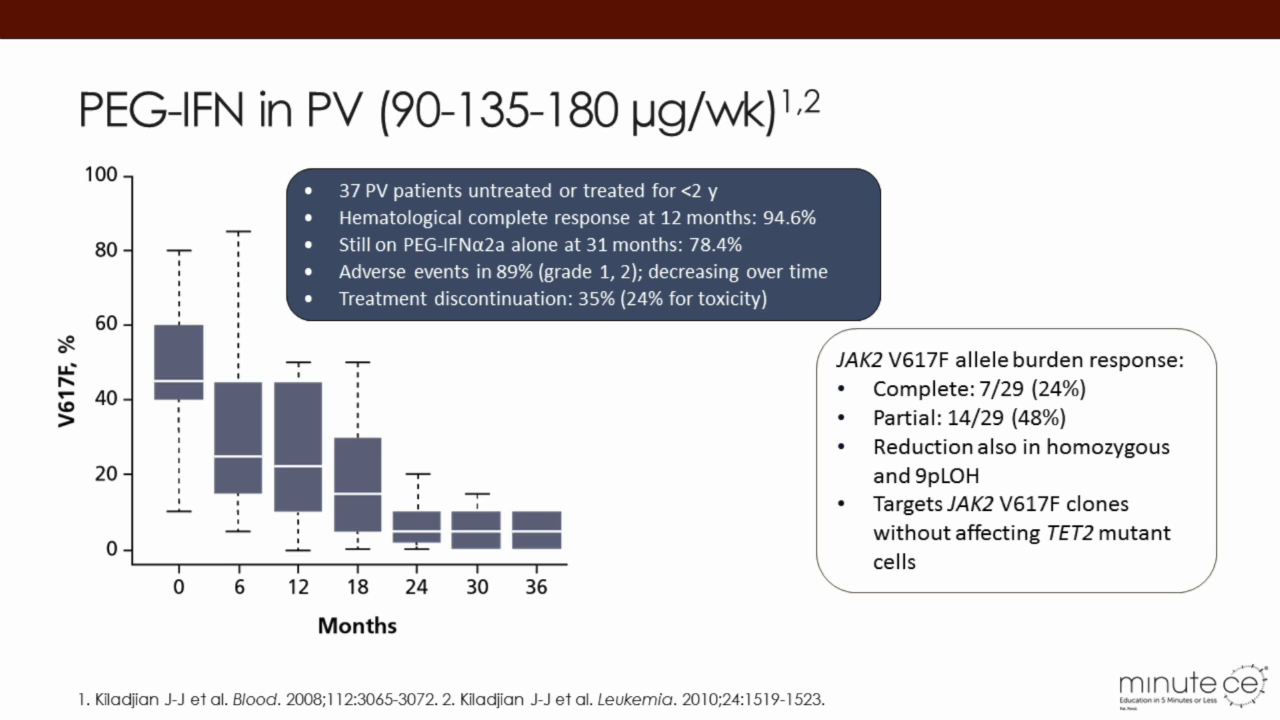 PEG-IFN in PV (90-135-180 µg/wk)1,2
100
80
60
40
20
0
V617F, %
0 6 12 18 24 30 36
Months
• 37 PV patients untreated or treated for <2 y
• Hematological complete response at 12 months: 94.6%
• Still on PEG-IFNα2a alone at 31 months: 78.4%
• Adverse events in 89% (grade 1, 2); decreasing over time
• Treatment discontinuation: 35% (24% for toxicity)
JAK2 V617F allele burden response:
• Complete: 7/29 (24%)
• Partial: 14/29 (48%)
• Reduction also in homozygous
and 9pLOH
• Targets JAK2 V617F clones
without affecting TET2 mutant
cells
1. Kiladjian J-J et al. Blood. 2008;112:3065-3072. 2. Kiladjian J-J et al. Leukemia. 2010;24:1519-1523.
minute ce
Education in 5 Minutes or Less